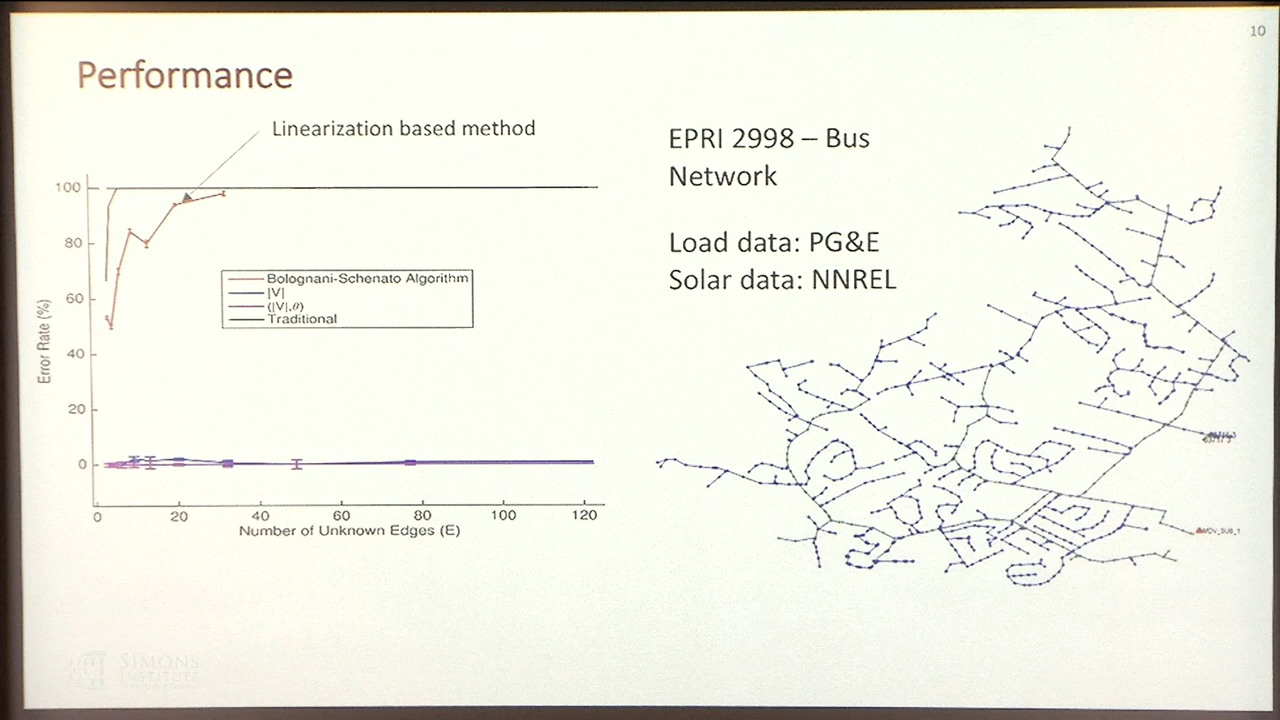 10
Performance
Linearization based method
EPRI 2998 – Bus
Network
Load data: PG&E
Solar data: NNREL
100
80
60
40
20
0
Error Rate (%)
Bolognani-Schenato Algorithm
|V|
(|V|,θ)
Traditional
0 20 40 60 80 100 120
Number of Unknown Edges (E)
SIMONS
INSTITUTE